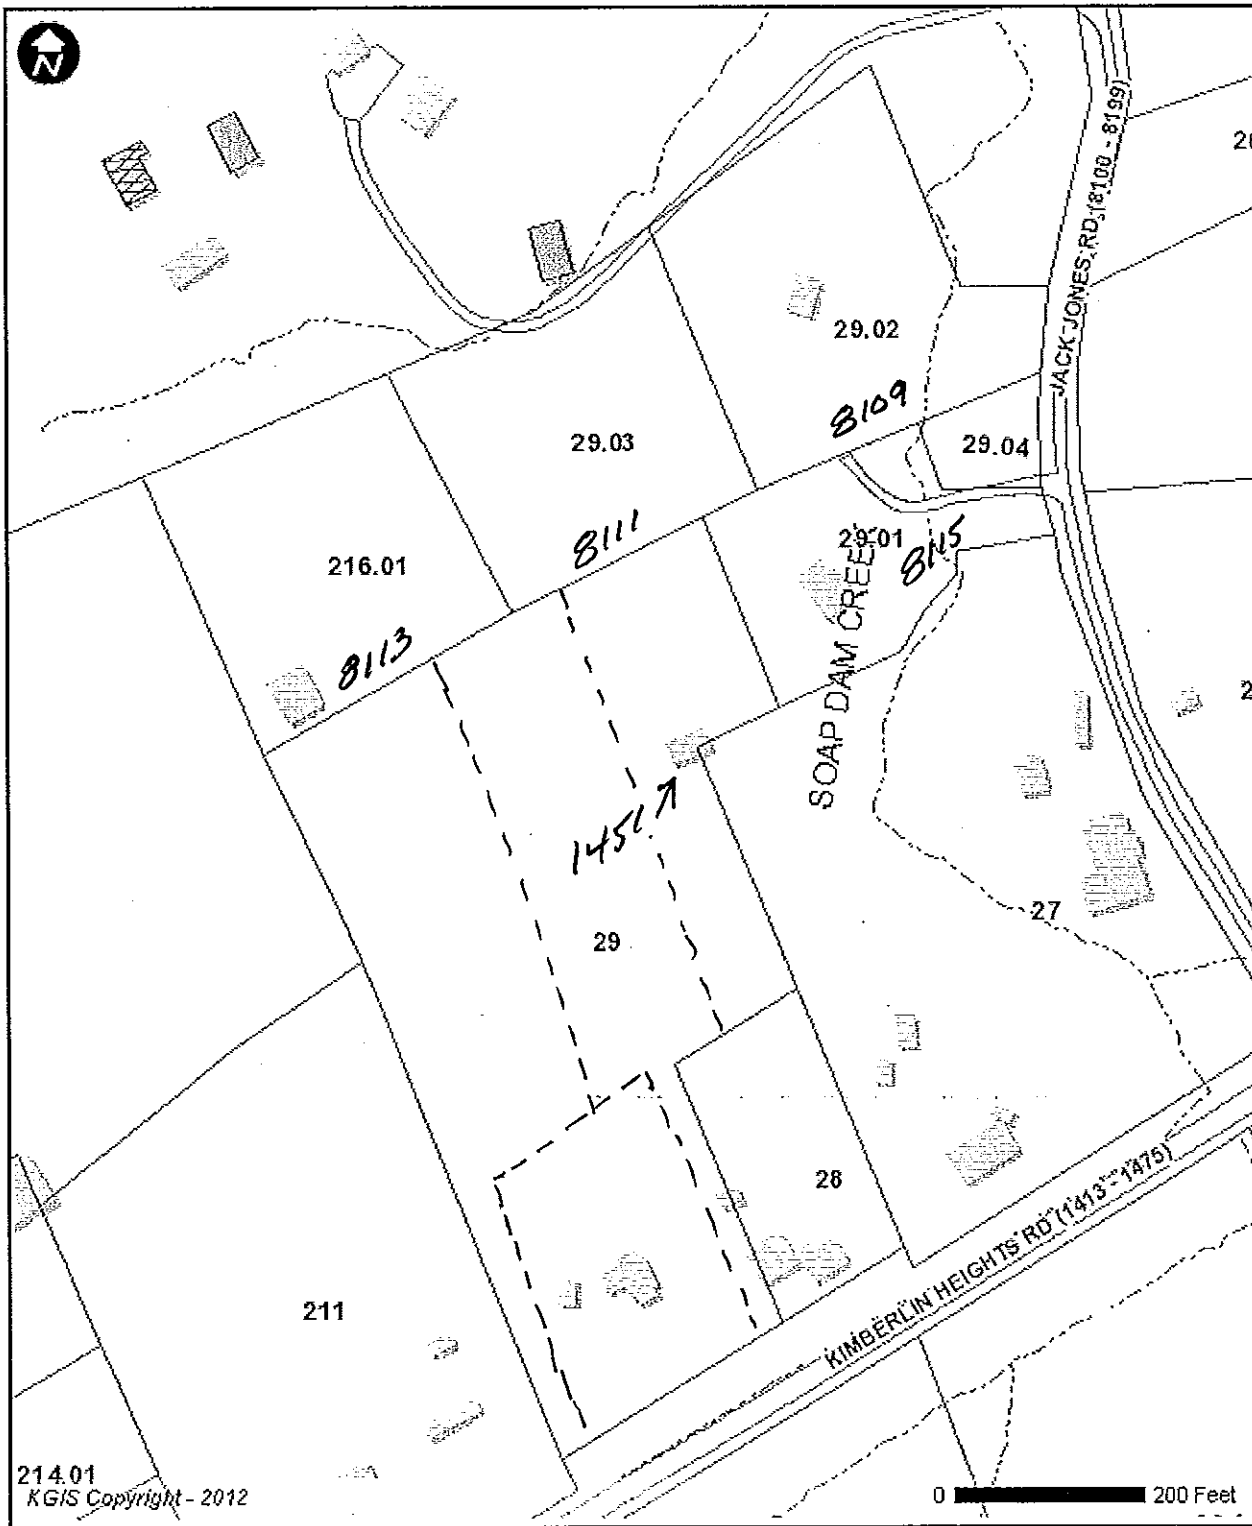 N
JACK JONES RD (8100 - 8199)
29.02
8109
29.03
29.04
8111
29.01
8115
216.01
8113
SOAP DAM CREEK
1451
27
29
28
211
KIMBERLIN HEIGHTS RD (1413 - 1475)
214.01
KGIS Copyright - 2012
0 200 Feet